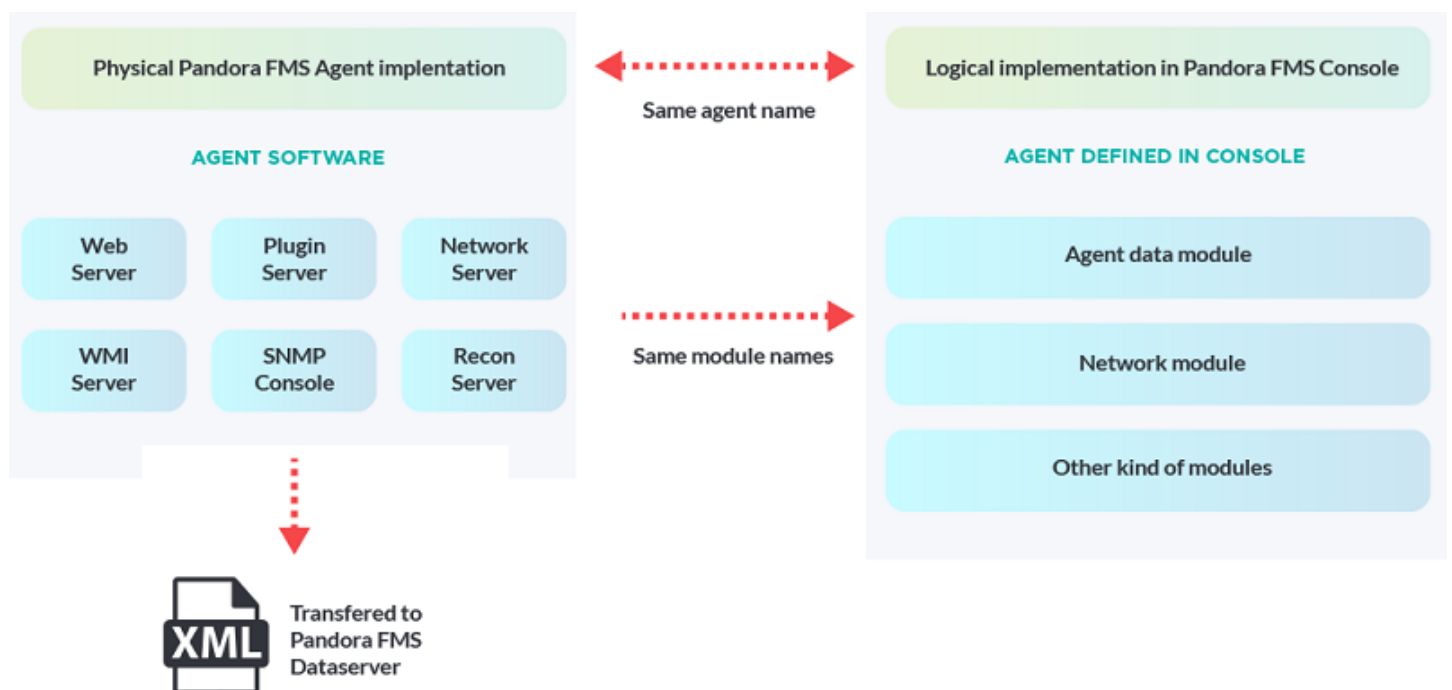 Physical Pandora FMS Agent implentation
AGENT SOFTWARE
Web
Server
Plugin
Server
Network
Server
WMI
Server
SNMP
Console
Recon
Server
Same agent name
Same module names
Logical implementation in Pandora FMS Console
AGENT DEFINED IN CONSOLE
Agent data module
Network module
Other kind of modules
XML
Transfered to
Pandora FMS
Dataserver